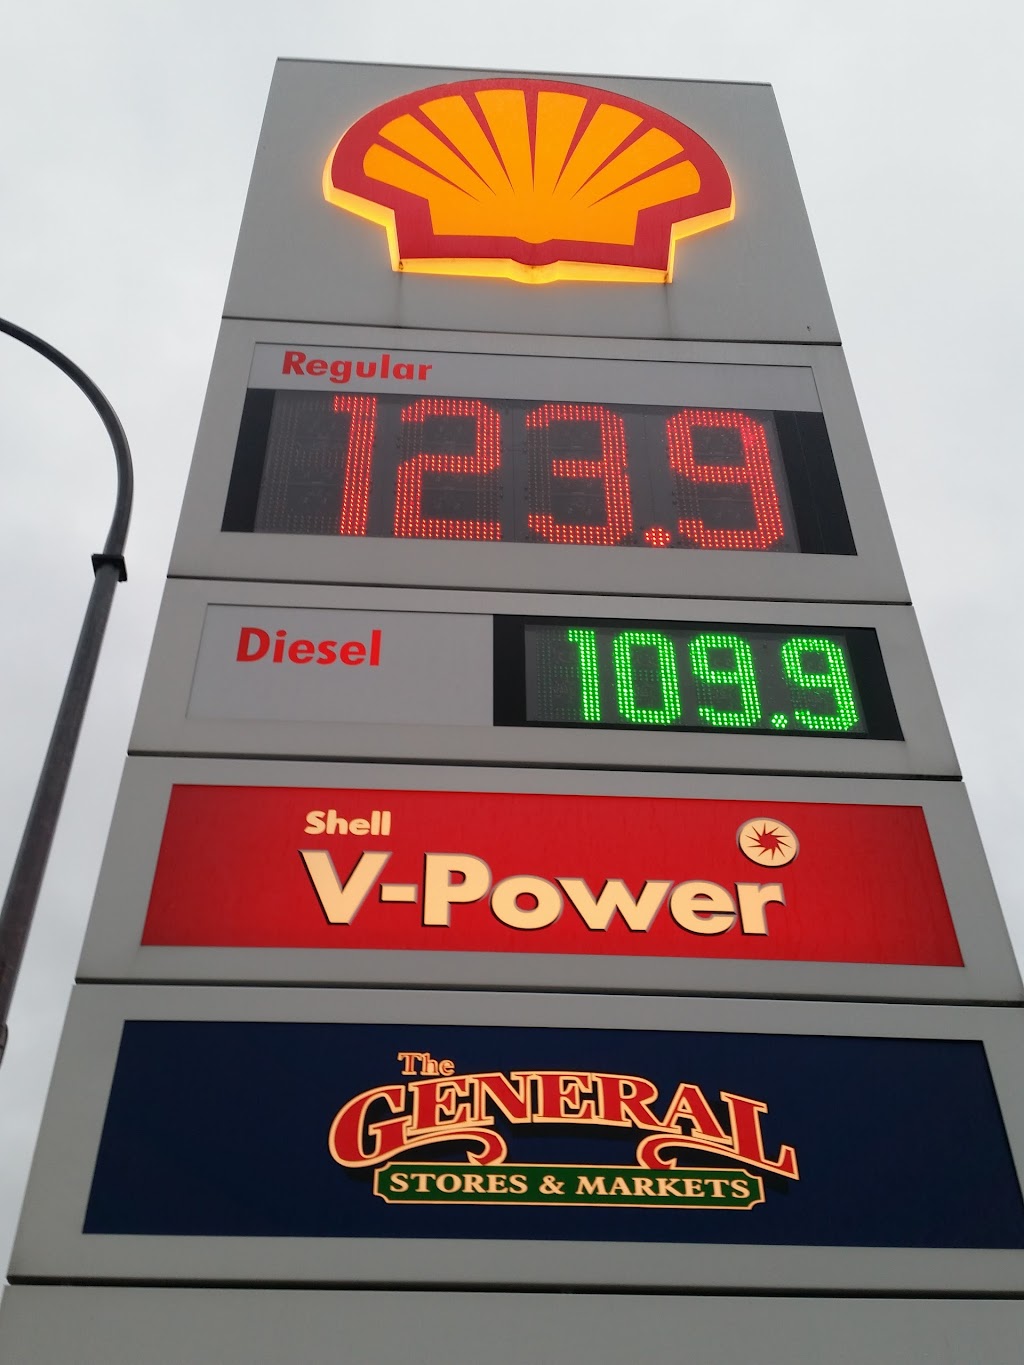 Regular
123.9
Diesel
109.9
Shell
V-Power
The
GENERAL
STORES & MARKETS